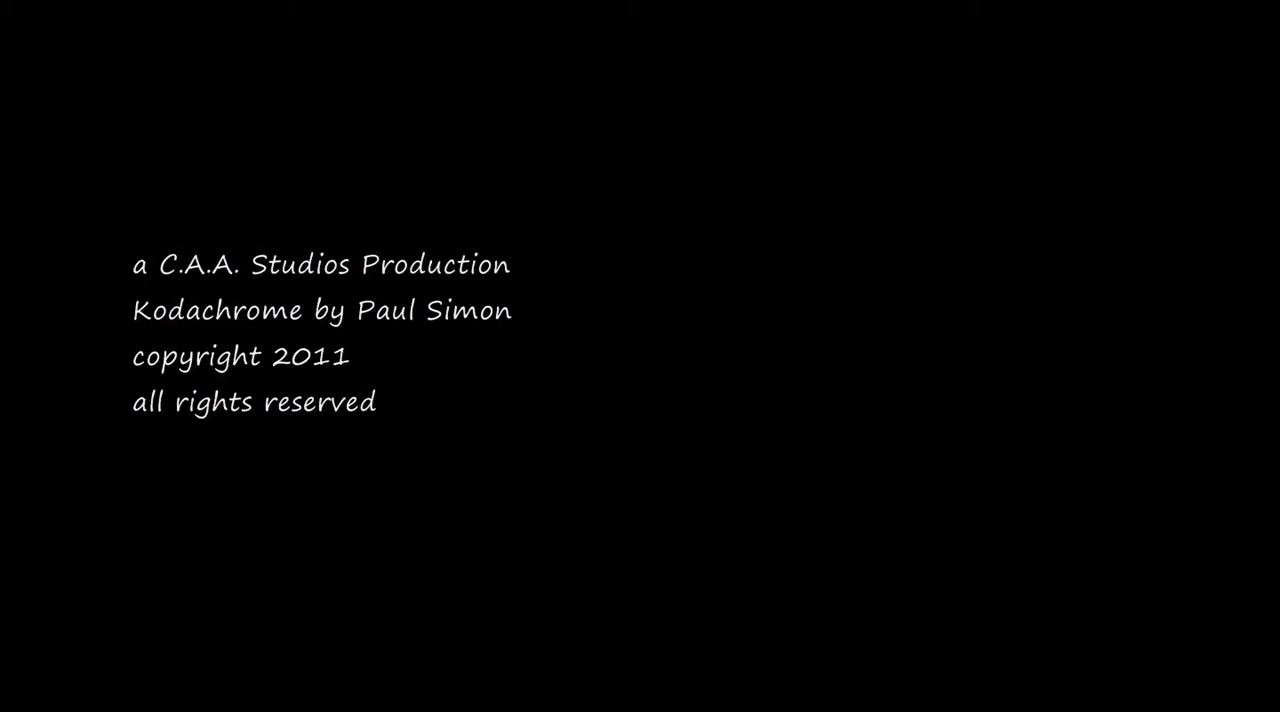 a C.A.A. Studios Production
Kodachrome by Paul Simon
copyright 2011
all rights reserved